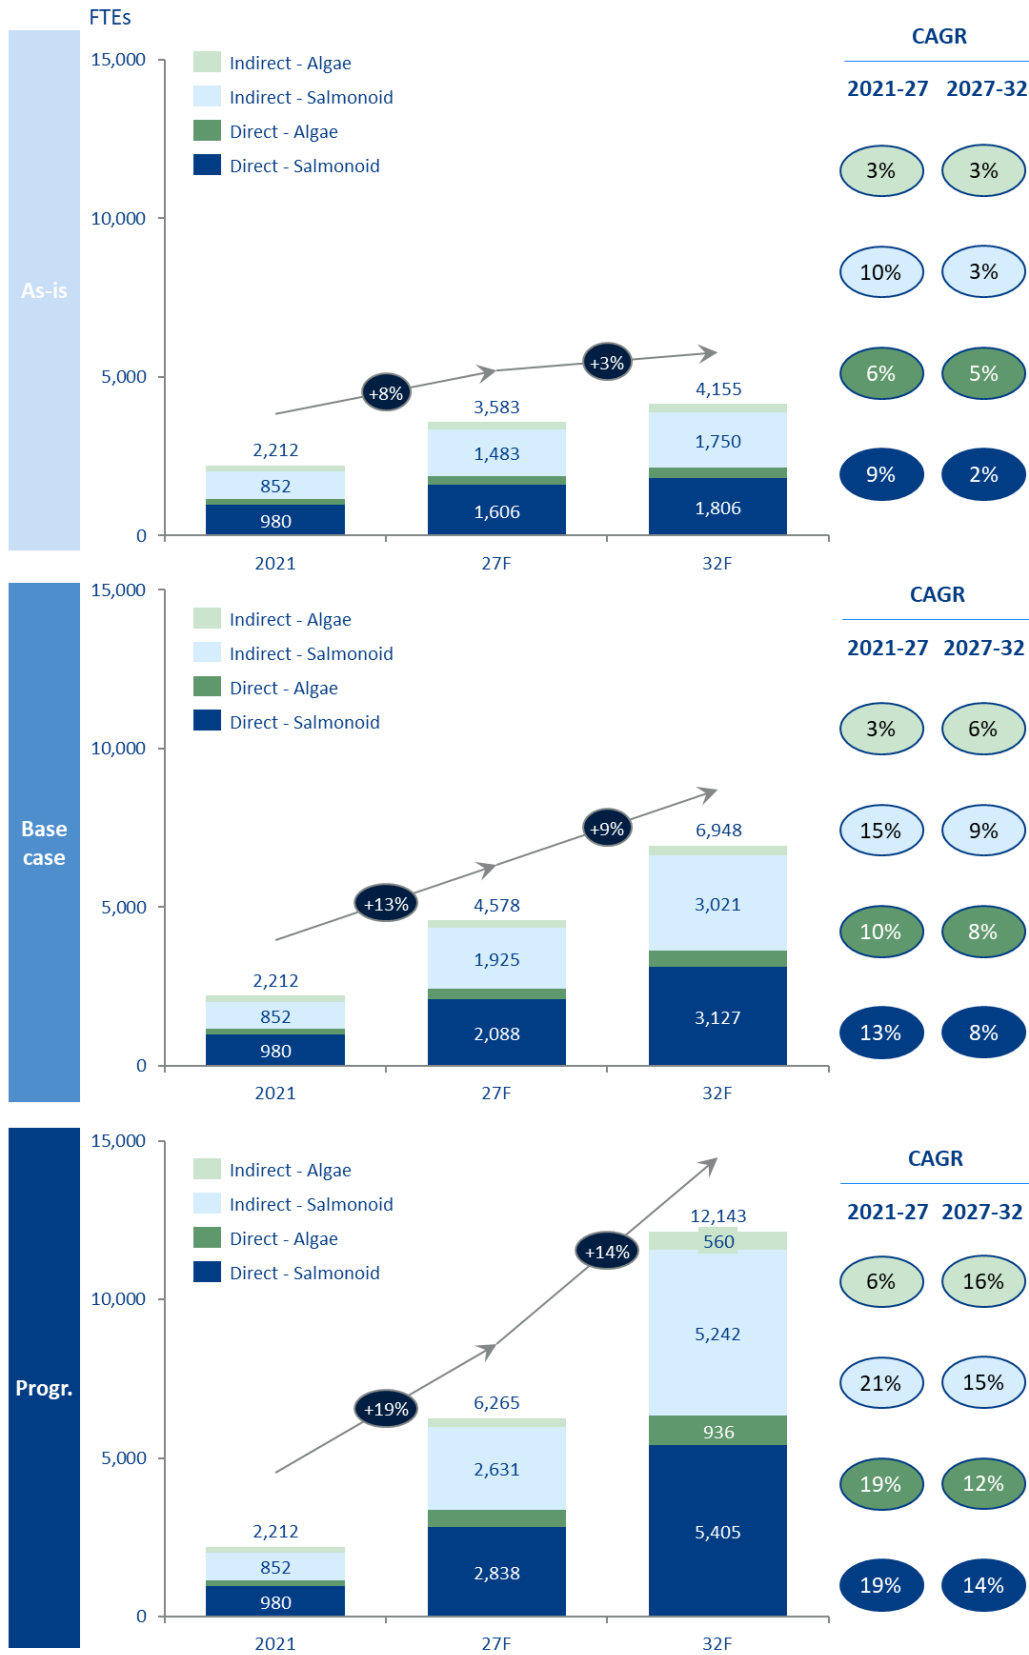 FTEs
CAGR
2021-27 2027-32
As-is
15,000
10,000
5,000
0
Indirect - Algae
Indirect - Salmonoid
Direct - Algae
Direct - Salmonoid
+8%
+3%
2,212
3,583
4,155
852
1,483
1,750
980
1,606
1,806
2021
27F
32F
3% 3%
10% 3%
6% 5%
9% 2%
Base
case
15,000
10,000
5,000
0
Indirect - Algae
Indirect - Salmonoid
Direct - Algae
Direct - Salmonoid
+13%
+9%
2,212
4,578
6,948
852
1,925
3,021
980
2,088
3,127
2021
27F
32F
CAGR
2021-27 2027-32
3% 6%
15% 9%
10% 8%
13% 8%
Progr.
15,000
10,000
5,000
0
Indirect - Algae
Indirect - Salmonoid
Direct - Algae
Direct - Salmonoid
+19%
+14%
2,212
6,265
12,143
560
852
2,631
5,242
936
980
2,838
5,405
2021
27F
32F
CAGR
2021-27 2027-32
6% 16%
21% 15%
19% 12%
19% 14%